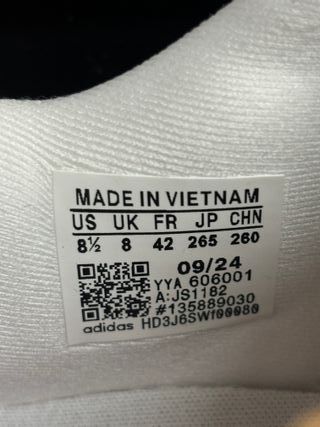 MADE IN VIETNAM
US UK FR JP CHN
8½ 8 42 265 260
09/24
YYA 606001
A:JS1182
#135889030
adidas HD3J6SWf00080